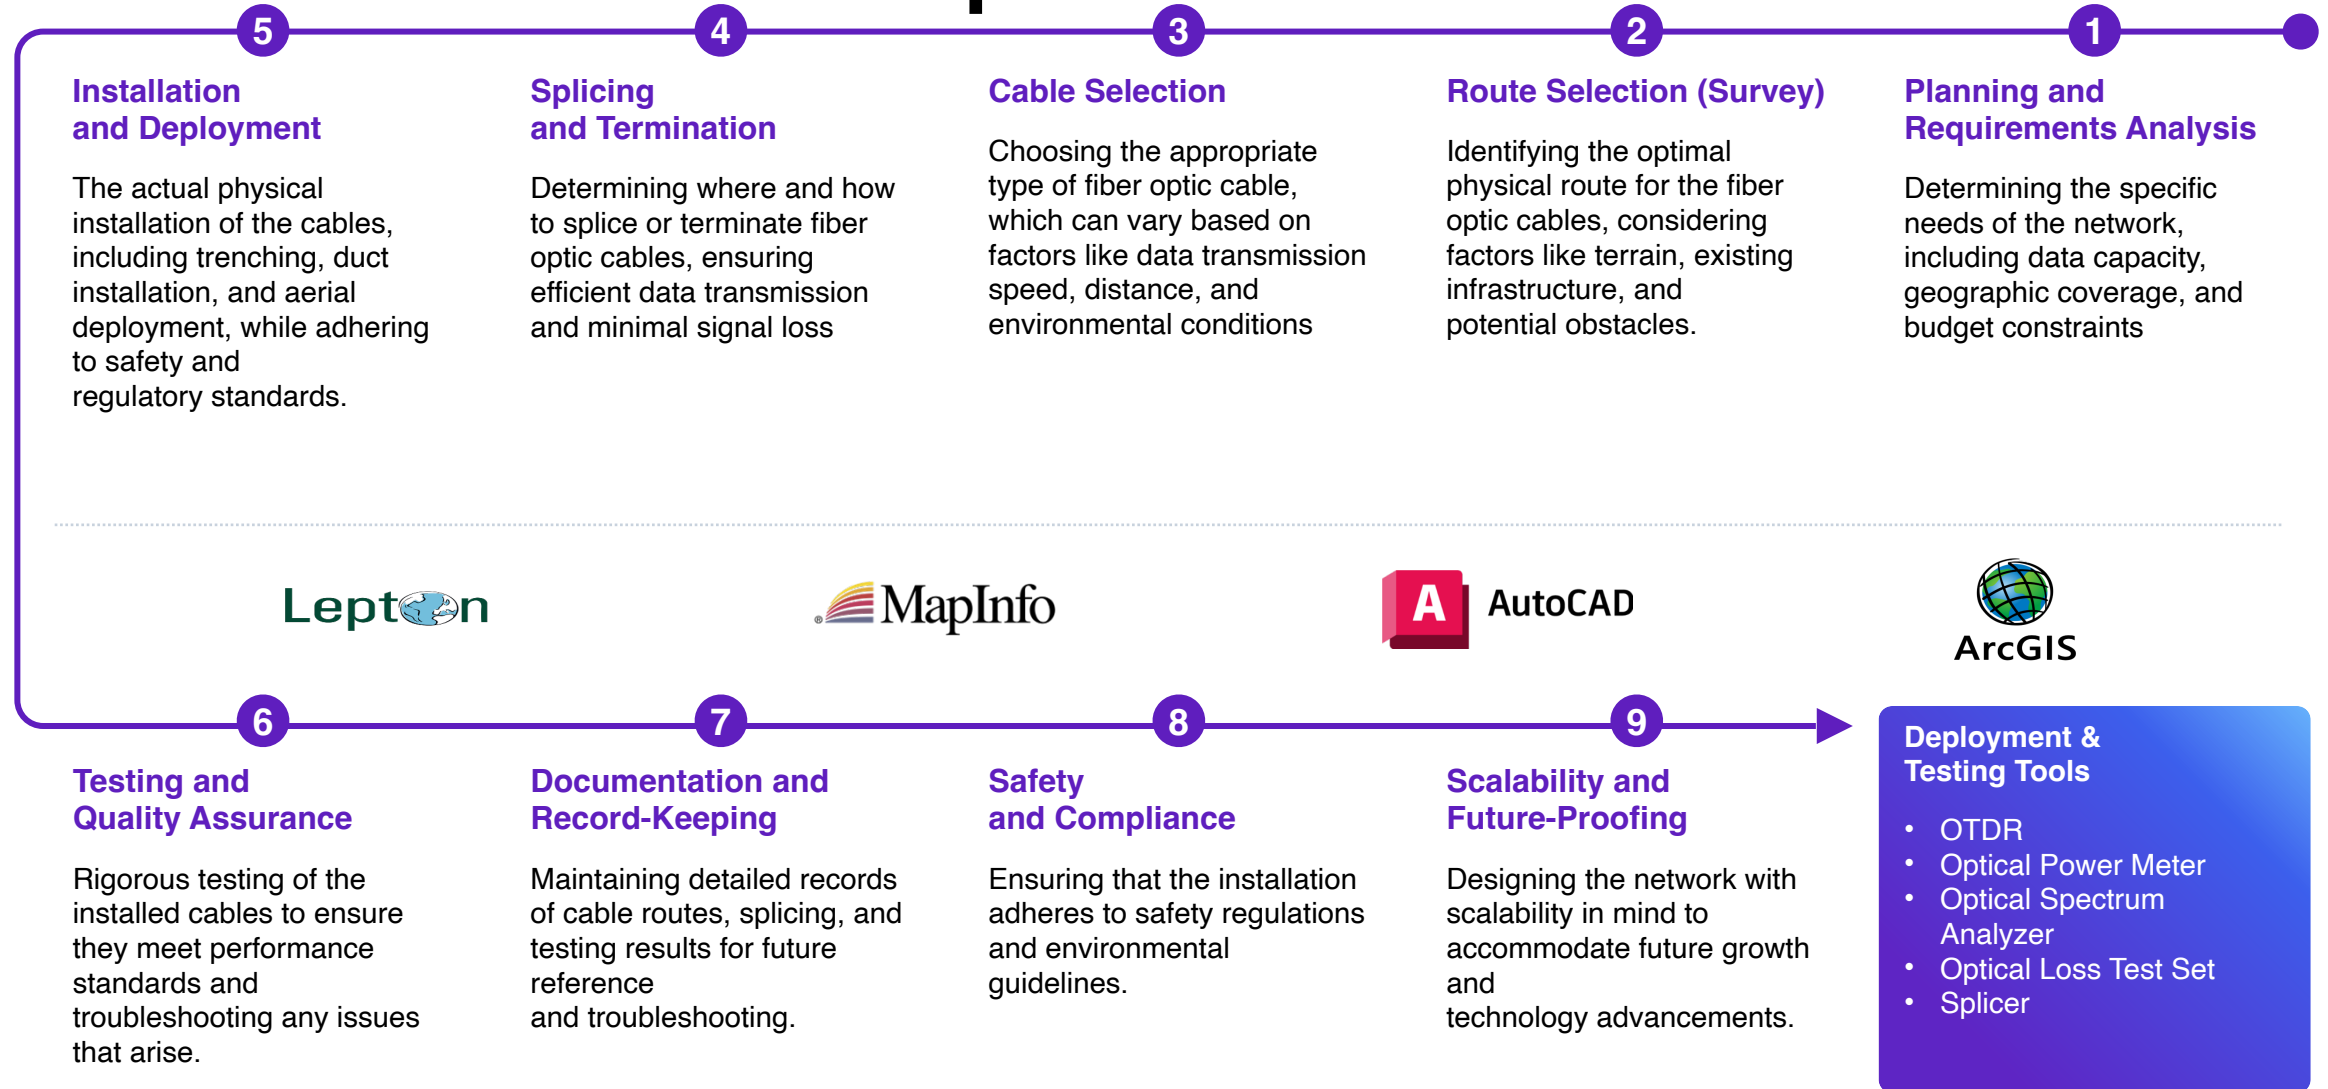 5
4
3
2
1
Installation
and Deployment
The actual physical
installation of the cables,
including trenching, duct
installation, and aerial
deployment, while adhering
to safety and
regulatory standards.
Splicing
and Termination
Determining where and how
to splice or terminate fiber
optic cables, ensuring
efficient data transmission
and minimal signal loss
Cable Selection
Choosing the appropriate
type of fiber optic cable,
which can vary based on
factors like data transmission
speed, distance, and
environmental conditions
Route Selection (Survey)
Identifying the optimal
physical route for the fiber
optic cables, considering
factors like terrain, existing
infrastructure, and
potential obstacles.
Planning and
Requirements Analysis
Determining the specific
needs of the network,
including data capacity,
geographic coverage, and
budget constraints
Lepton
® MapInfo
A AUTOCAD
ArcGIS
6
7
8
9
Testing and
Quality Assurance
Rigorous testing of the
installed cables to ensure
they meet performance
standards and
troubleshooting any issues
that arise.
Documentation and
Record-Keeping
Maintaining detailed records
of cable routes, splicing, and
testing results for future
reference
and troubleshooting.
Safety
and Compliance
Ensuring that the installation
adheres to safety regulations
and environmental
guidelines.
Scalability and
Future-Proofing
Designing the network with
scalability in mind to
accommodate future growth
and
technology advancements.
Deployment &
Testing Tools
• OTDR
• Optical Power Meter
• Optical Spectrum
Analyzer
• Optical Loss Test Set
• Splicer